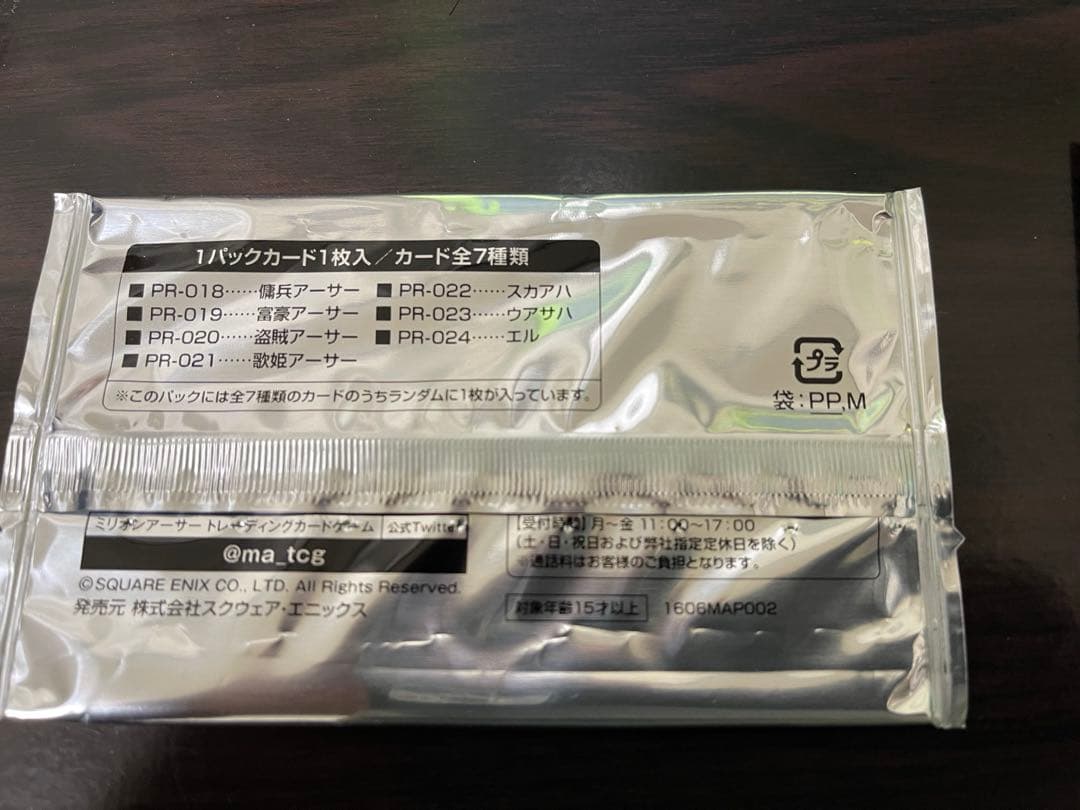 1パックカード1枚入／カード全7種類
■ PR-018……傭兵アーサー
■ PR-019……富豪アーサー
■ PR-020……盗賊アーサー
■ PR-021……歌姫アーサー
■ PR-022……スカアハ
■ PR-023……ウアサハ
■ PR-024……エル
※このパックには全7種類のカードのうちランダムに1枚が入っています。
プラ
袋：PP,M
ミリオンアーサー トレーディングカードゲーム 公式Twitter
@ma_tcg
©SQUARE ENIX CO., LTD. All Rights Reserved.
発売元 株式会社スクウェア・エニックス
【受付時間】月～金 11：00～17：00
（土・日・祝日および弊社指定定休日を除く）
※通話料はお客様のご負担となります。
対象年齢15才以上 1606MAP002